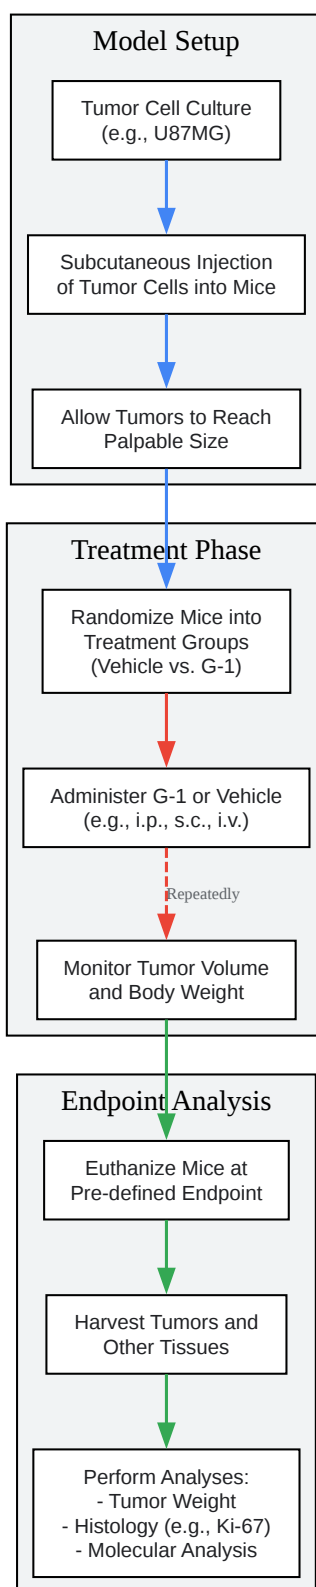 Model Setup
Tumor Cell Culture
(e.g., U87MG)
Subcutaneous Injection
of Tumor Cells into Mice
Allow Tumors to Reach
Palpable Size
Treatment Phase
Randomize Mice into
Treatment Groups
(Vehicle vs. G-1)
Administer G-1 or Vehicle
(e.g., i.p., s.c., i.v.)
Repeatedly
Monitor Tumor Volume
and Body Weight
Endpoint Analysis
Euthanize Mice at
Pre-defined Endpoint
Harvest Tumors and
Other Tissues
Perform Analyses:
- Tumor Weight
- Histology (e.g., Ki-67)
- Molecular Analysis